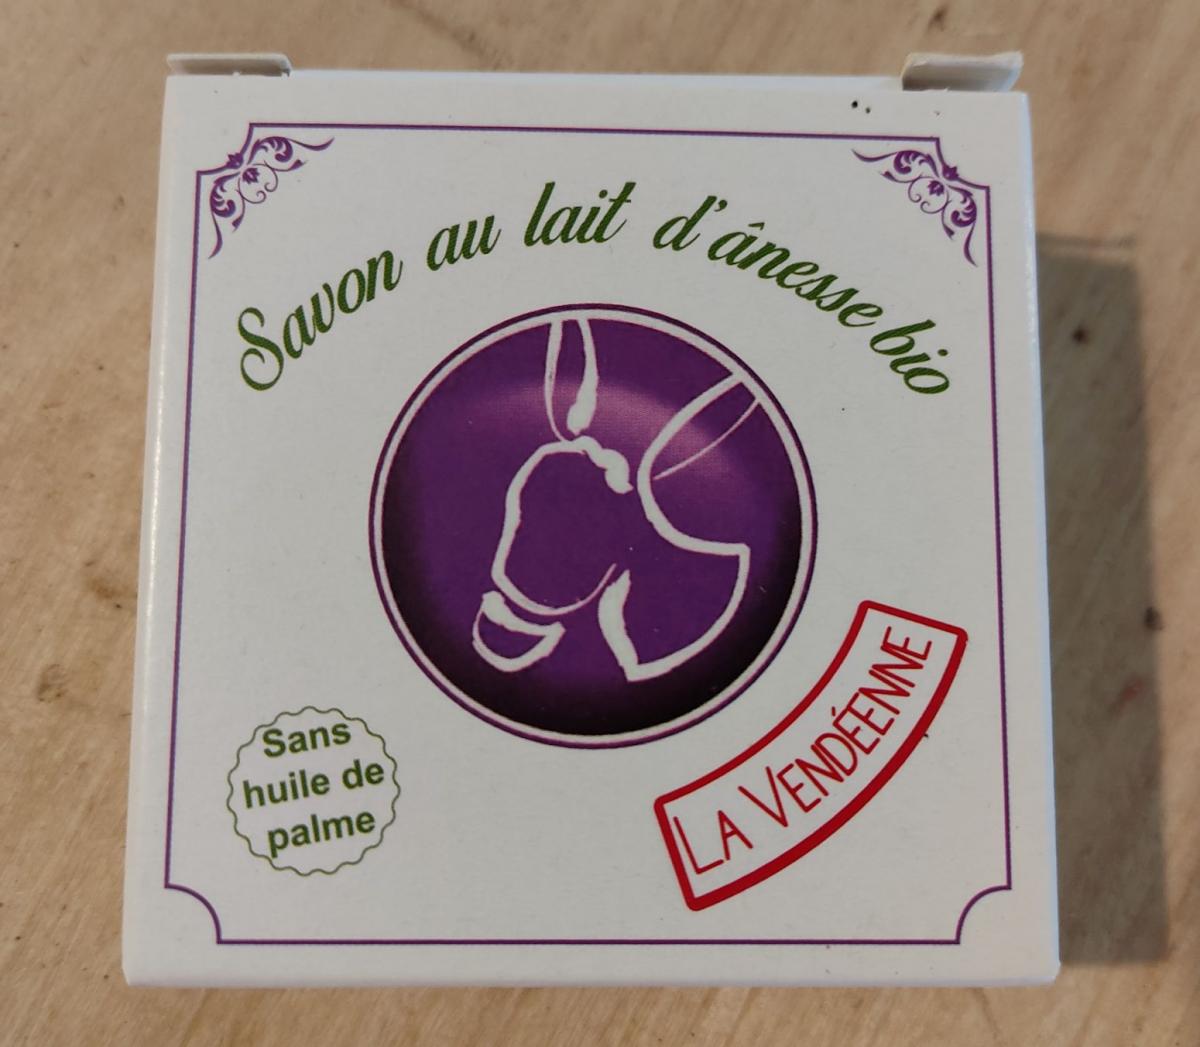 Savon au lait d'ânesse bio
Sans
huile de
palme
LA VENDÉENNE